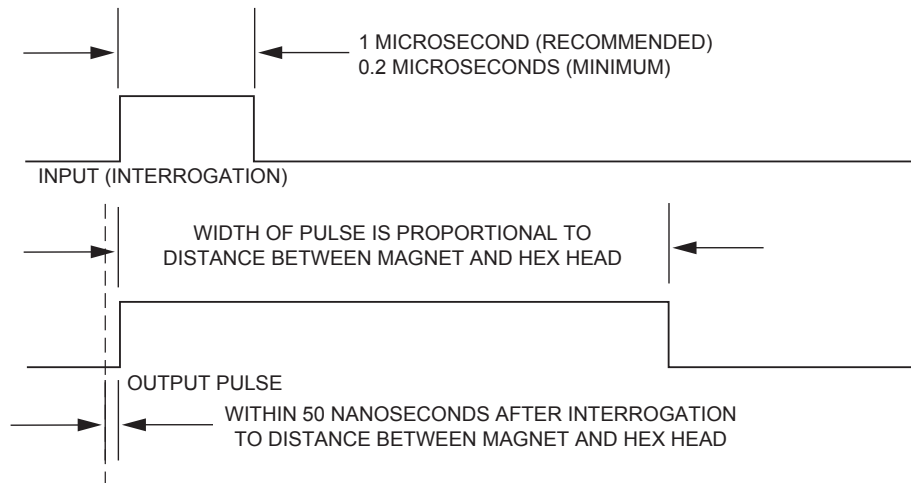 1 MICROSECOND (RECOMMENDED)
0.2 MICROSECONDS (MINIMUM)
INPUT (INTERROGATION)
WIDTH OF PULSE IS PROPORTIONAL TO
DISTANCE BETWEEN MAGNET AND HEX HEAD
OUTPUT PULSE
WITHIN 50 NANOSECONDS AFTER INTERROGATION
TO DISTANCE BETWEEN MAGNET AND HEX HEAD